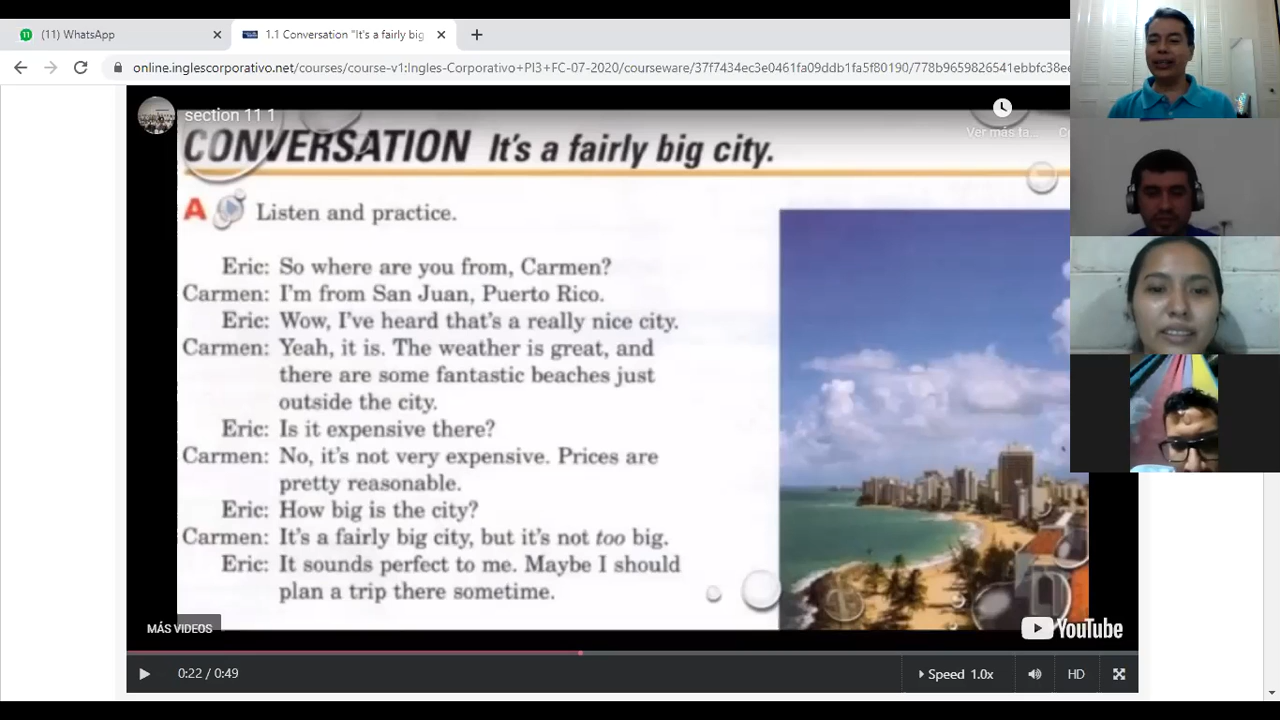 (11) WhatsApp
1.1 Conversation "It's a fairly big
online.inglescorporativo.net/courses/course-v1:Ingles-Corporativo+PI3+FC-07-2020/courseware/37f7434ec3e0461fa09ddb1fa5f80190/778b9659826541ebbfc38ee
section 11 1
Ver más ta...
CONVERSATION It's a fairly big city.
A Listen and practice.
Eric: So where are you from, Carmen?
Carmen: I'm from San Juan, Puerto Rico.
Eric: Wow, I've heard that's a really nice city.
Carmen: Yeah, it is. The weather is great, and
there are some fantastic beaches just
outside the city.
Eric: Is it expensive there?
Carmen: No, it's not very expensive. Prices are
pretty reasonable.
Eric: How big is the city?
Carmen: It's a fairly big city, but it's not too big.
Eric: It sounds perfect to me. Maybe I should
plan a trip there sometime.
MÁS VIDEOS
YouTube
0:22 / 0:49
Speed 1.0x
HD